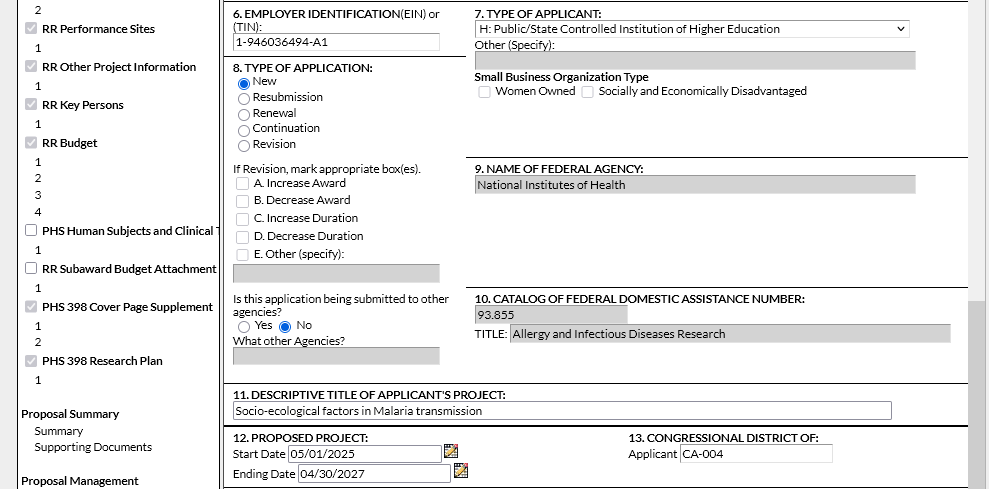 2
RR Performance Sites
1
RR Other Project Information
1
RR Key Persons
1
RR Budget
1
2
3
4
PHS Human Subjects and Clinical T
1
RR Subaward Budget Attachment
1
PHS 398 Cover Page Supplement
1
2
PHS 398 Research Plan
1
Proposal Summary
Summary
Supporting Documents
Proposal Management
6. EMPLOYER IDENTIFICATION(EIN) or
(TIN):
1-946036494-A1
8. TYPE OF APPLICATION:
New
Resubmission
Renewal
Continuation
Revision
If Revision, mark appropriate box(es).
A. Increase Award
B. Decrease Award
C. Increase Duration
D. Decrease Duration
E. Other (specify):
Is this application being submitted to other
agencies?
Yes No
What other Agencies?
7. TYPE OF APPLICANT:
H: Public/State Controlled Institution of Higher Education
Other (Specify):
Small Business Organization Type
Women Owned Socially and Economically Disadvantaged
9. NAME OF FEDERAL AGENCY:
National Institutes of Health
10. CATALOG OF FEDERAL DOMESTIC ASSISTANCE NUMBER:
93.855
TITLE: Allergy and Infectious Diseases Research
11. DESCRIPTIVE TITLE OF APPLICANT'S PROJECT:
Socio-ecological factors in Malaria transmission
12. PROPOSED PROJECT:
Start Date 05/01/2025
Ending Date 04/30/2027
13. CONGRESSIONAL DISTRICT OF:
Applicant CA-004